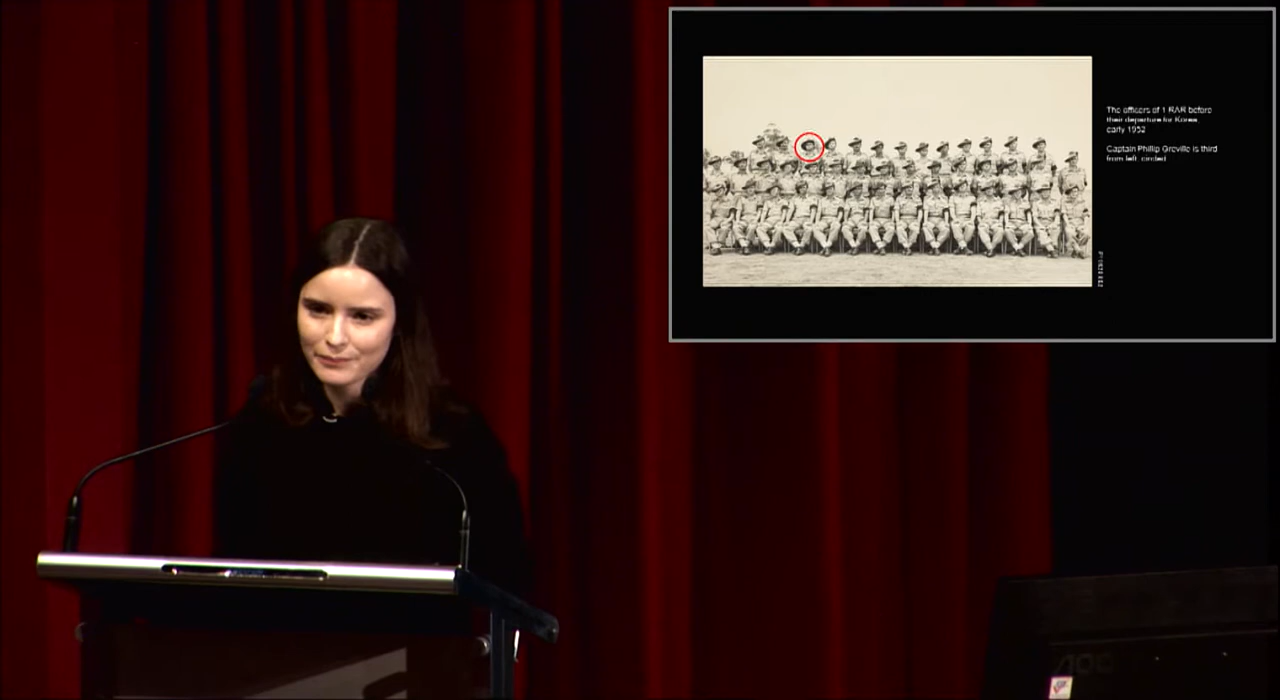 The officers of 1 RAR before
their departure for Korea,
early 1952
Captain Phillip Greville is third
from left, circled
AOC